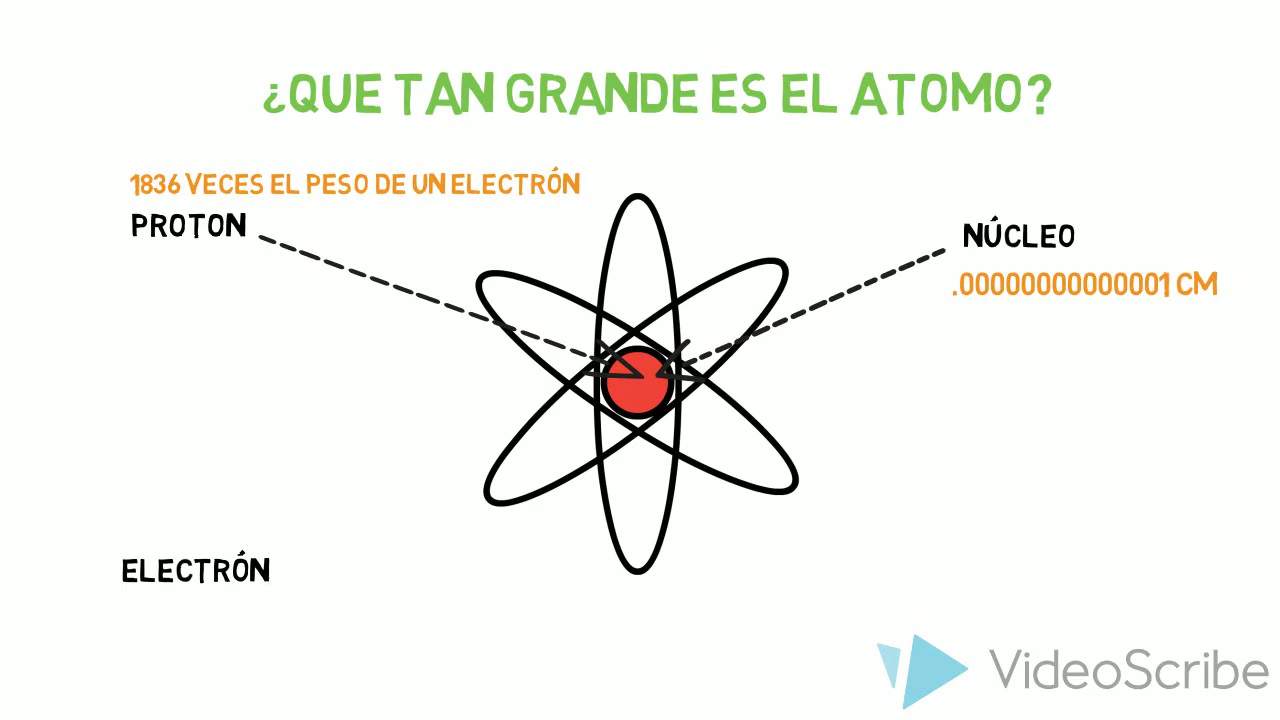 ¿QUE TAN GRANDE ES EL ATOMO?
1836 VECES EL PESO DE UN ELECTRÓN
PROTON
NÚCLEO
.00000000000001 CM
ELECTRÓN
VideoScribe